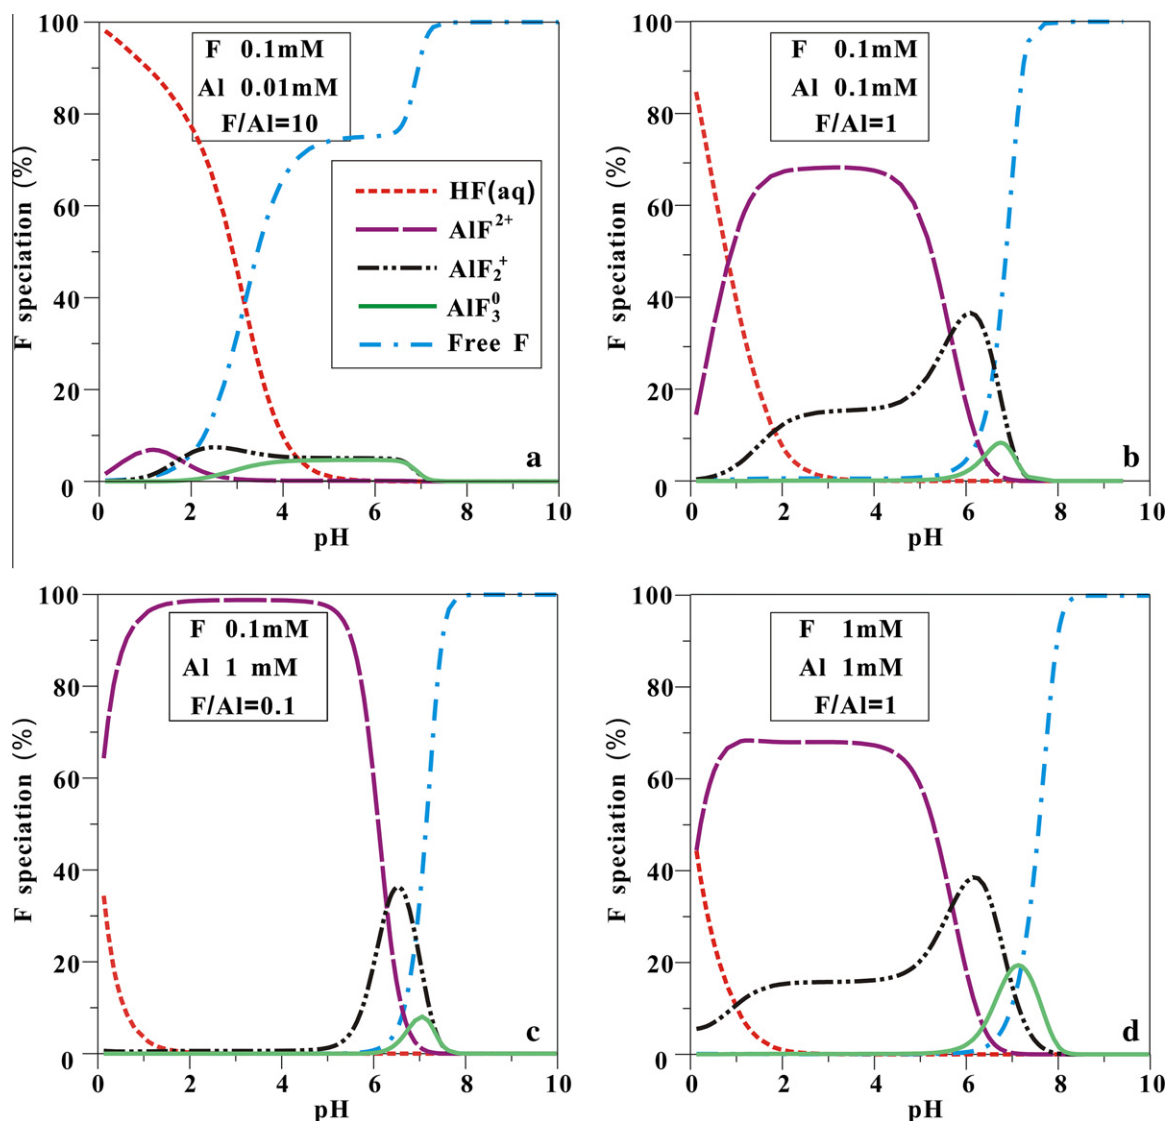 F 0.1mM
Al 0.01mM
F/Al=10
HF(aq)
AlF²⁺
AlF₂⁺
AlF₃⁰
Free F
F speciation (%)
100
80
60
40
20
0
a
0 2 4 6 8 10
pH
F 0.1mM
Al 0.1mM
F/Al=1
F speciation (%)
100
80
60
40
20
0
b
0 2 4 6 8 10
pH
F 0.1mM
Al 1 mM
F/Al=0.1
F speciation (%)
100
80
60
40
20
0
c
0 2 4 6 8 10
pH
F 1mM
Al 1mM
F/Al=1
F speciation (%)
100
80
60
40
20
0
d
0 2 4 6 8 10
pH